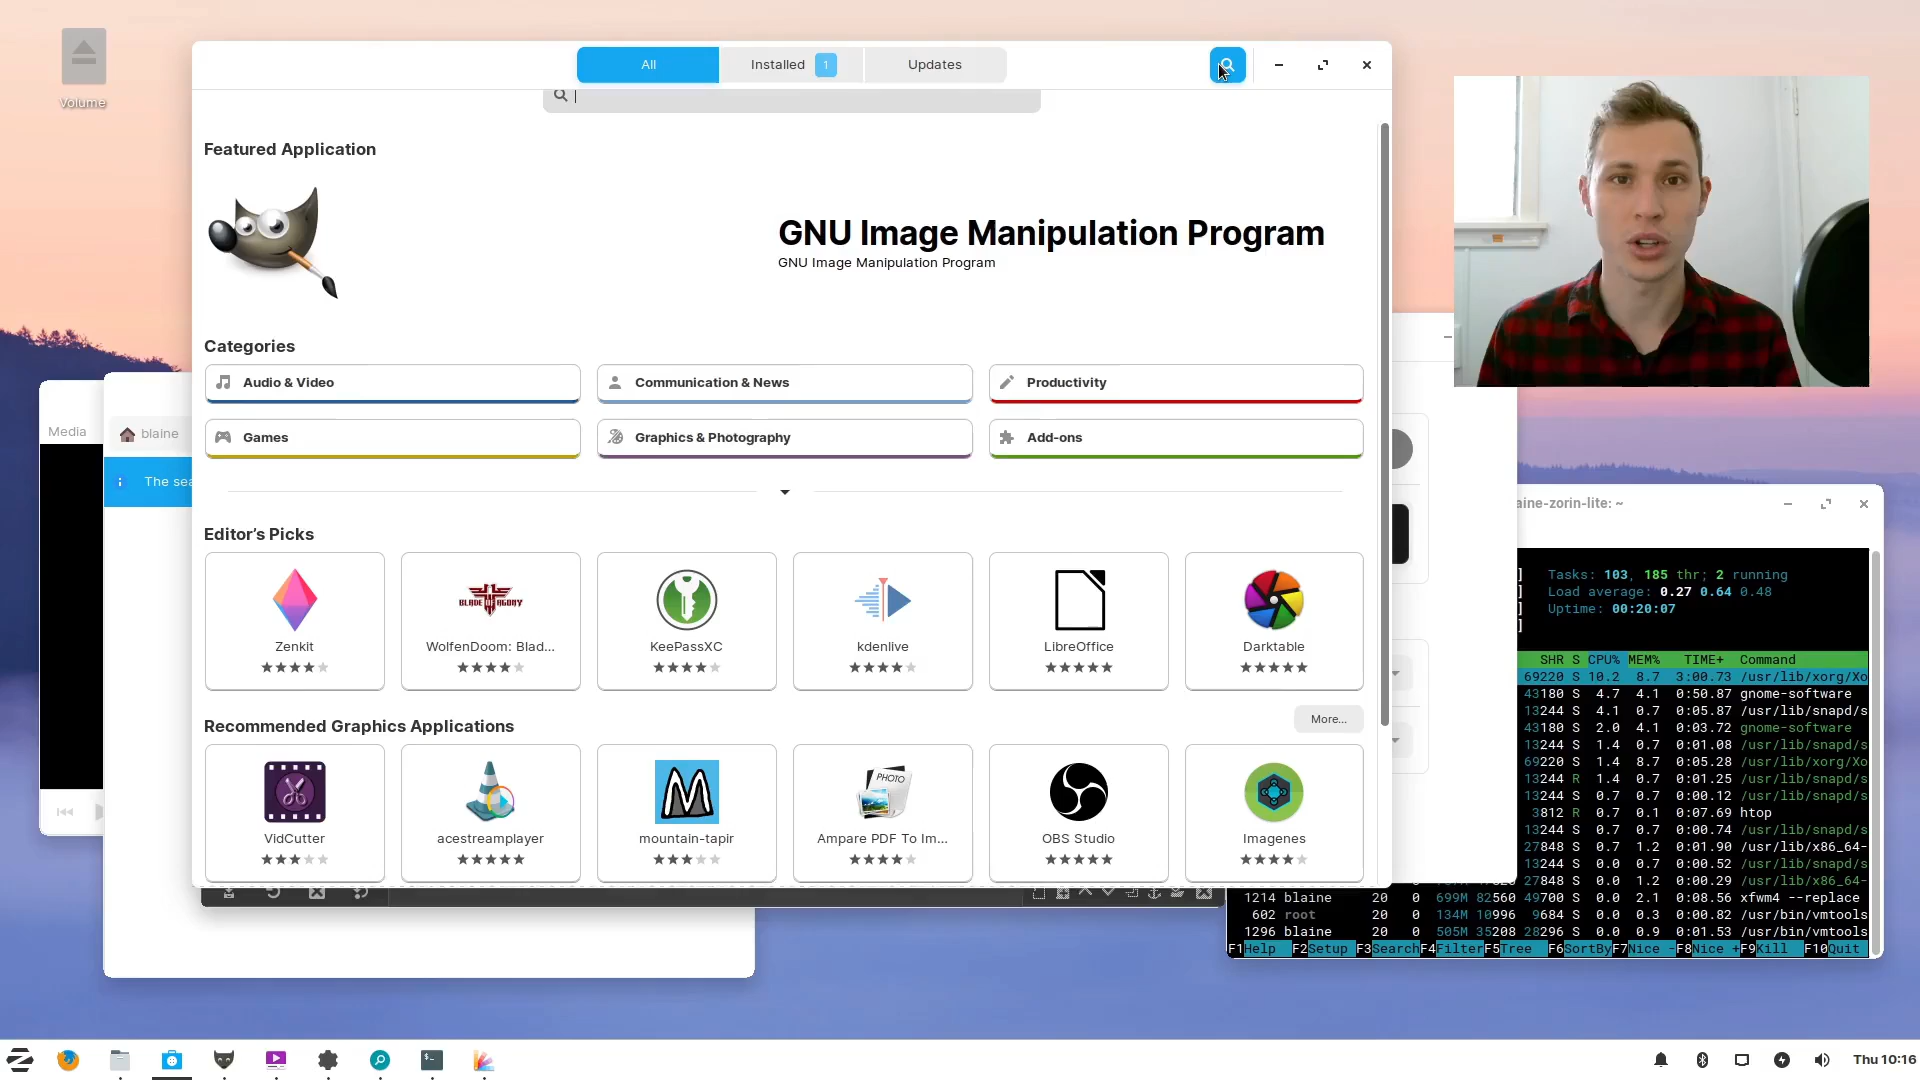 Volume
All
Installed 1
Updates
Featured Application
GNU Image Manipulation Program
GNU Image Manipulation Program
Categories
Audio & Video
Communication & News
Productivity
Games
Graphics & Photography
Add-ons
Editor's Picks
Zenkit
WolfenDoom: Blad...
KeePassXC
kdenlive
LibreOffice
Darktable
Recommended Graphics Applications
More...
VidCutter
acestreamplayer
mountain-tapir
PHOTO
Ampare PDF To Im...
OBS Studio
Imagenes
Media
blaine
The sea
aine-zorin-lite: ~
] Tasks: 103, 185 thr; 2 running
] Load average: 0.27 0.64 0.48
] Uptime: 00:20:07
]
SHR S CPU% MEM% TIME+ Command
69220 S 10.2 8.7 3:00.73 /usr/lib/xorg/Xo
43180 S 4.7 4.1 0:50.87 gnome-software
13244 S 4.1 0.7 0:05.87 /usr/lib/snapd/s
43180 S 2.0 4.1 0:03.72 gnome-software
13244 S 1.4 0.7 0:01.08 /usr/lib/snapd/s
69220 S 1.4 8.7 0:05.28 /usr/lib/xorg/Xo
13244 R 1.4 0.7 0:01.25 /usr/lib/snapd/s
13244 S 0.7 0.7 0:00.12 /usr/lib/snapd/s
3812 R 0.7 0.1 0:07.69 htop
13244 S 0.7 0.7 0:00.74 /usr/lib/snapd/s
27848 S 0.7 1.2 0:01.90 /usr/lib/x86_64-
13244 S 0.0 0.7 0:00.52 /usr/lib/snapd/s
27848 S 0.0 1.2 0:00.29 /usr/lib/x86_64-
1214 blaine 20 0 699M 82560 49700 S 0.0 2.1 0:08.56 xfwm4 --replace
602 root 20 0 134M 10996 9684 S 0.0 0.3 0:00.82 /usr/bin/vmtools
1296 blaine 20 0 505M 35208 28296 S 0.0 0.9 0:01.53 /usr/bin/vmtools
F1Help F2Setup F3SearchF4FilterF5Tree F6SortByF7Nice -F8Nice +F9Kill F10Quit
Thu 10:16